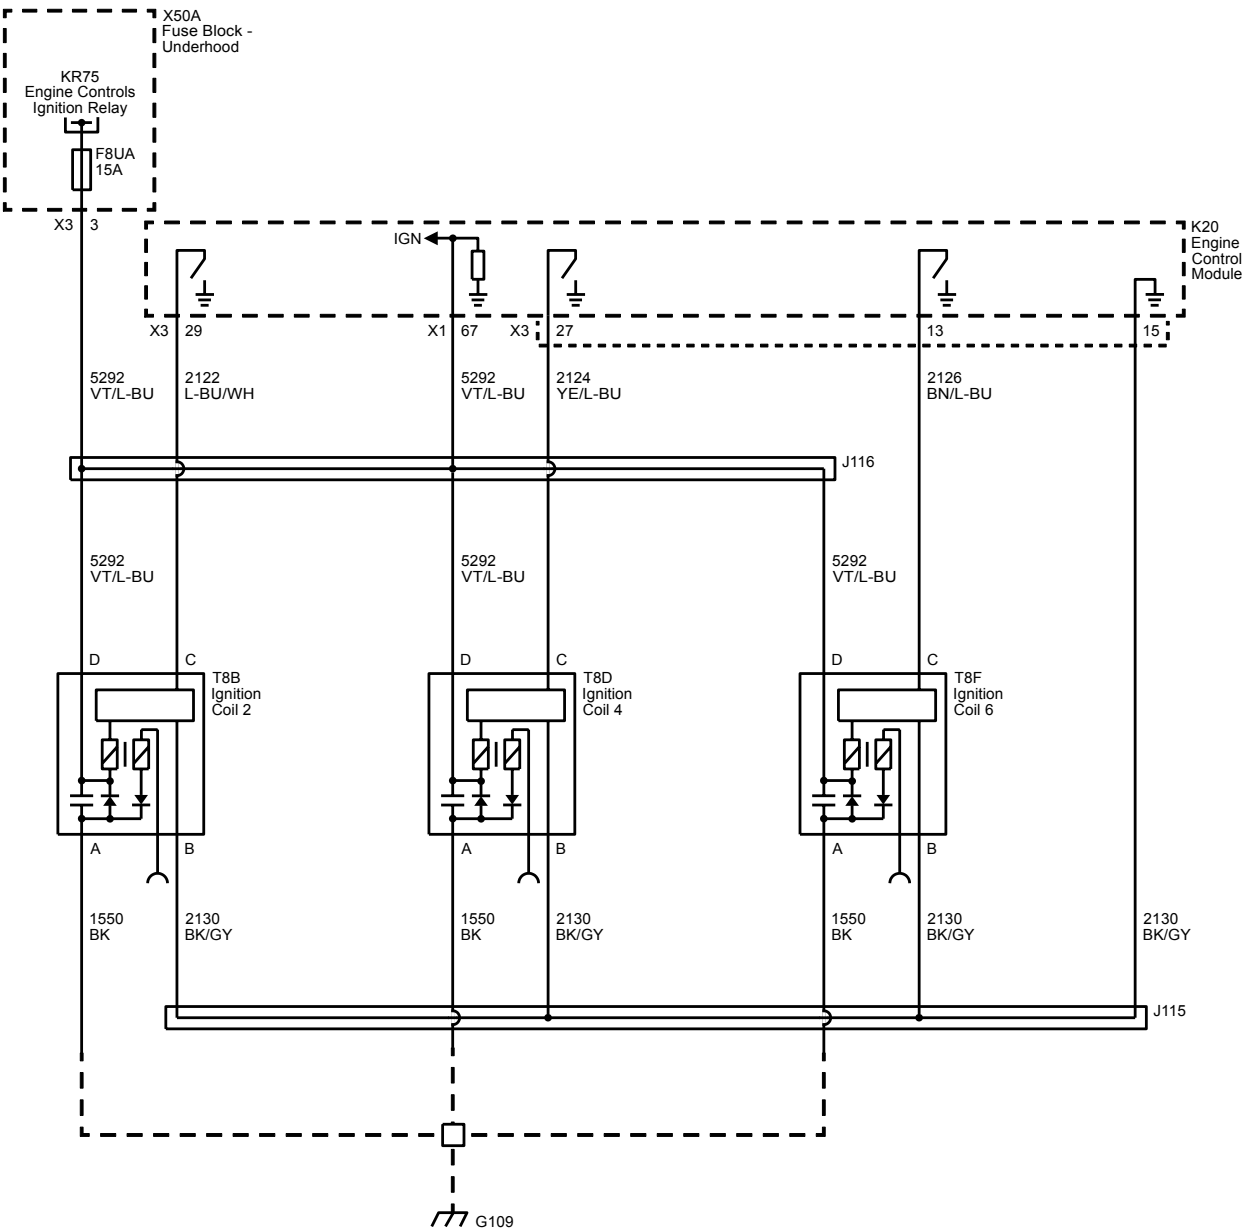 X50A
Fuse Block -
Underhood
KR75
Engine Controls
Ignition Relay
F8UA
15A
X3 3
K20
Engine
Control
Module
IGN
X3 29
X1 67
X3 27
13
15
5292
VT/L-BU
2122
L-BU/WH
5292
VT/L-BU
2124
YE/L-BU
2126
BN/L-BU
J116
5292
VT/L-BU
5292
VT/L-BU
5292
VT/L-BU
D C
T8B
Ignition
Coil 2
D C
T8D
Ignition
Coil 4
D C
T8F
Ignition
Coil 6
A B
A B
A B
1550
BK
2130
BK/GY
1550
BK
2130
BK/GY
1550
BK
2130
BK/GY
2130
BK/GY
J115
G109